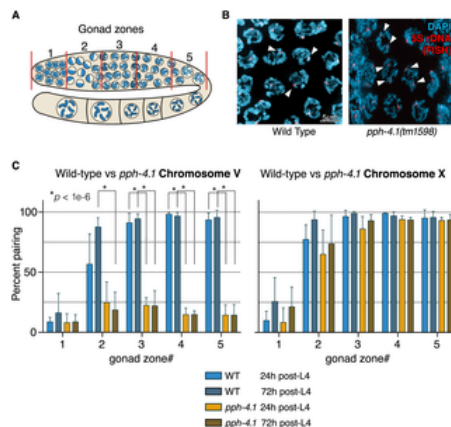 A
Gonad zones
1 2 3 4 5
B
DAPI
5S rDNA
(FISH)
5μm
Wild Type
pph-4.1(tm1598)
C
Wild-type vs pph-4.1 Chromosome V
*p < 1e-6
* * * * * * *
Percent pairing
100
50
0
1 2 3 4 5
gonad zone#
Wild-type vs pph-4.1 Chromosome X
1 2 3 4 5
gonad zone#
WT 24h post-L4
WT 72h post-L4
pph-4.1 24h post-L4
pph-4.1 72h post-L4